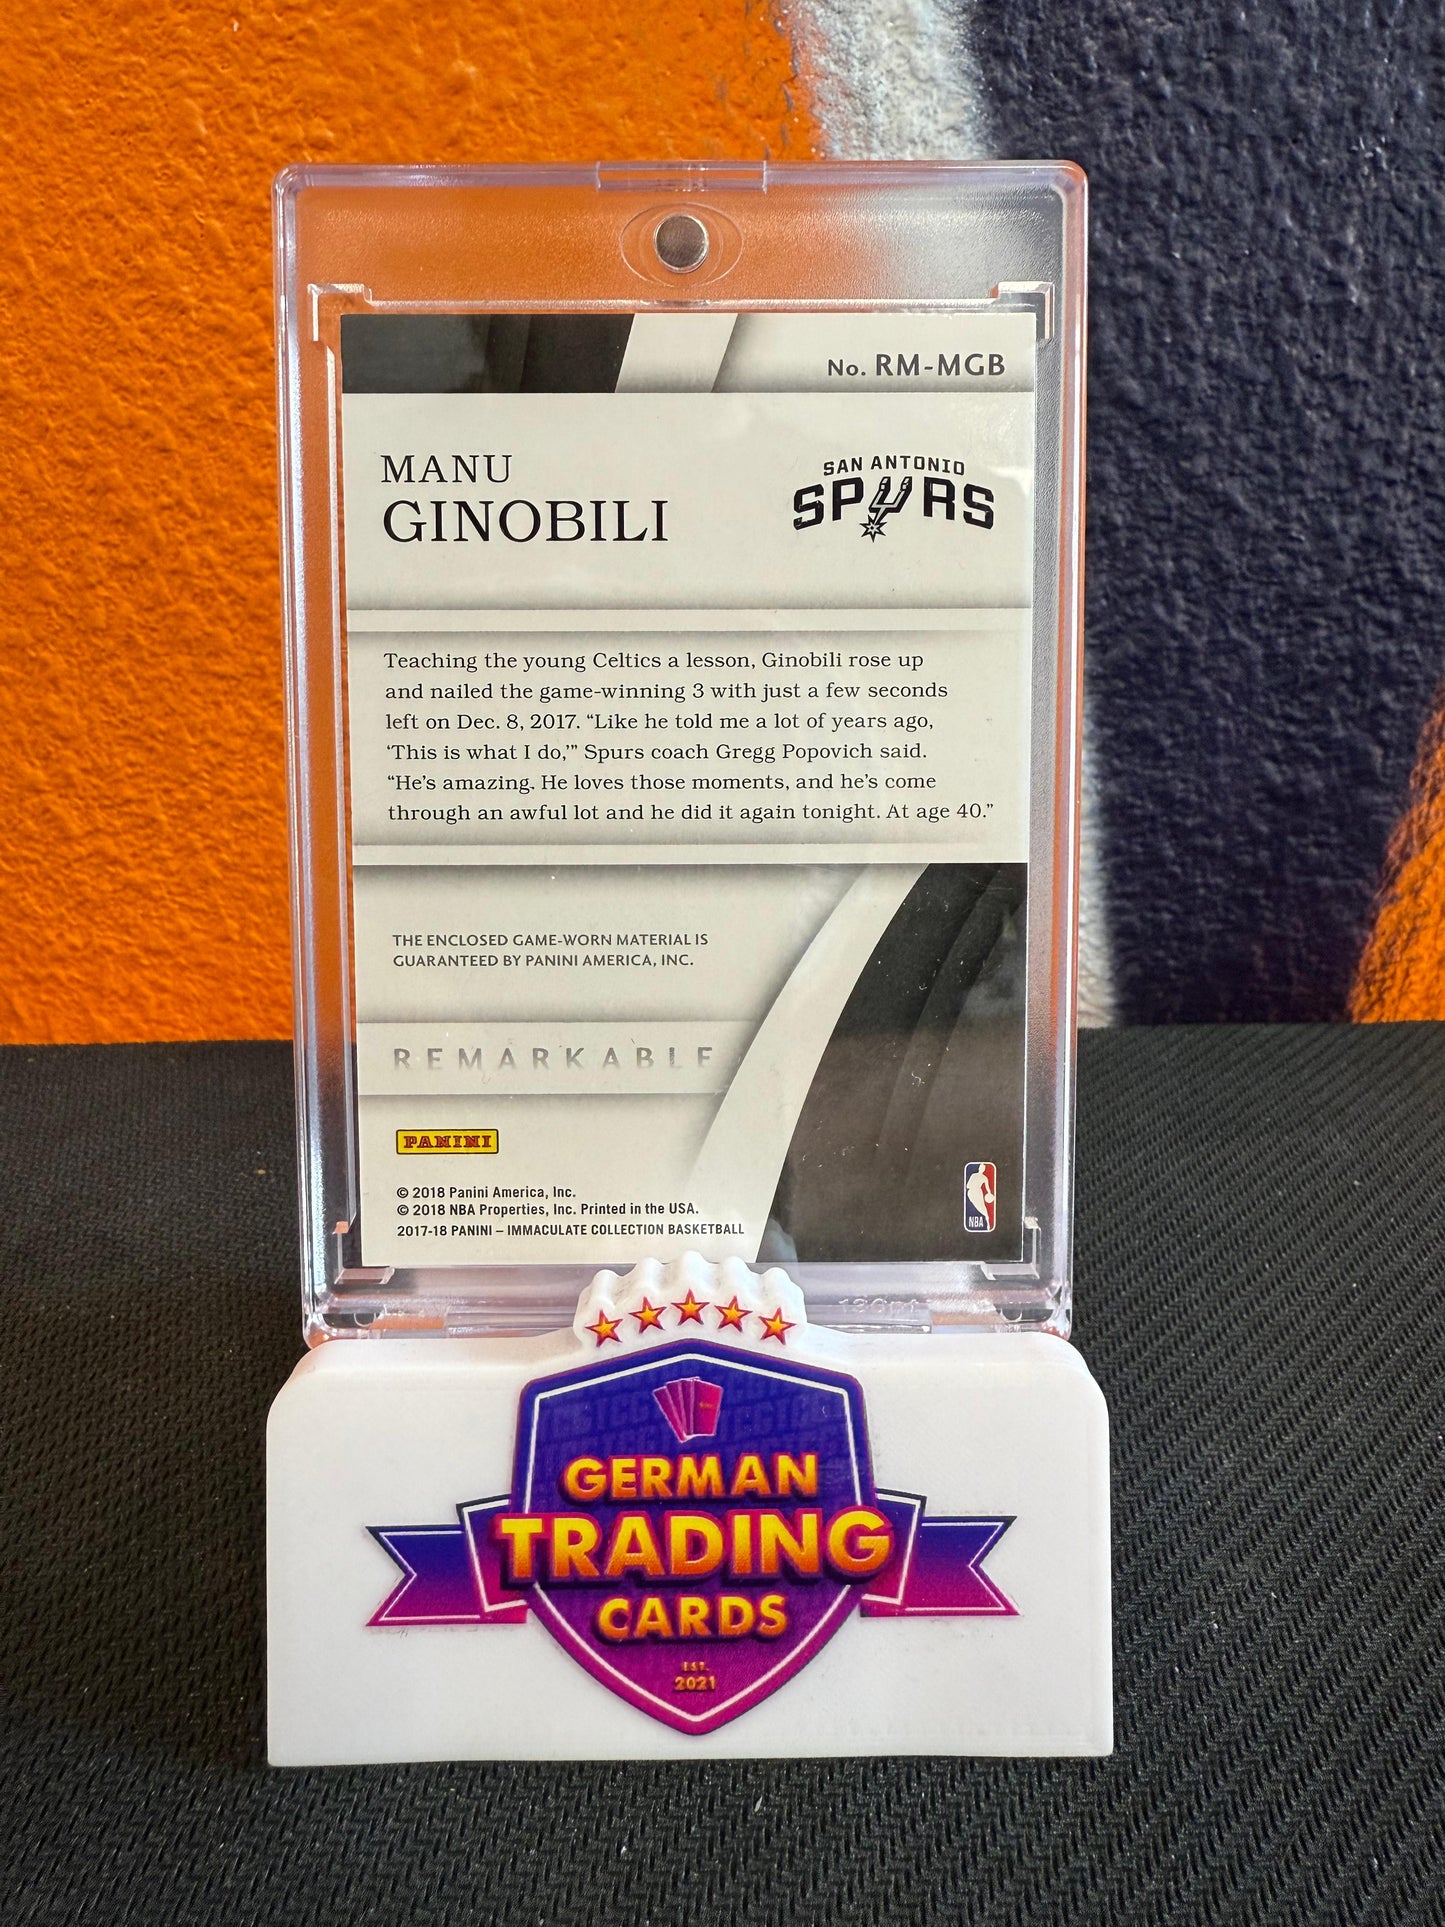 No. RM-MGB
MANU
GINOBILI
SAN ANTONIO
SPURS
Teaching the young Celtics a lesson, Ginobili rose up
and nailed the game-winning 3 with just a few seconds
left on Dec. 8, 2017. “Like he told me a lot of years ago,
‘This is what I do,’” Spurs coach Gregg Popovich said.
“He’s amazing. He loves those moments, and he’s come
through an awful lot and he did it again tonight. At age 40.”
THE ENCLOSED GAME-WORN MATERIAL IS
GUARANTEED BY PANINI AMERICA, INC.
REMARKABLE
PANINI
© 2018 Panini America, Inc.
© 2018 NBA Properties, Inc. Printed in the USA.
2017-18 PANINI – IMMACULATE COLLECTION BASKETBALL
NBA
GERMAN
TRADING
CARDS
EST.
2021